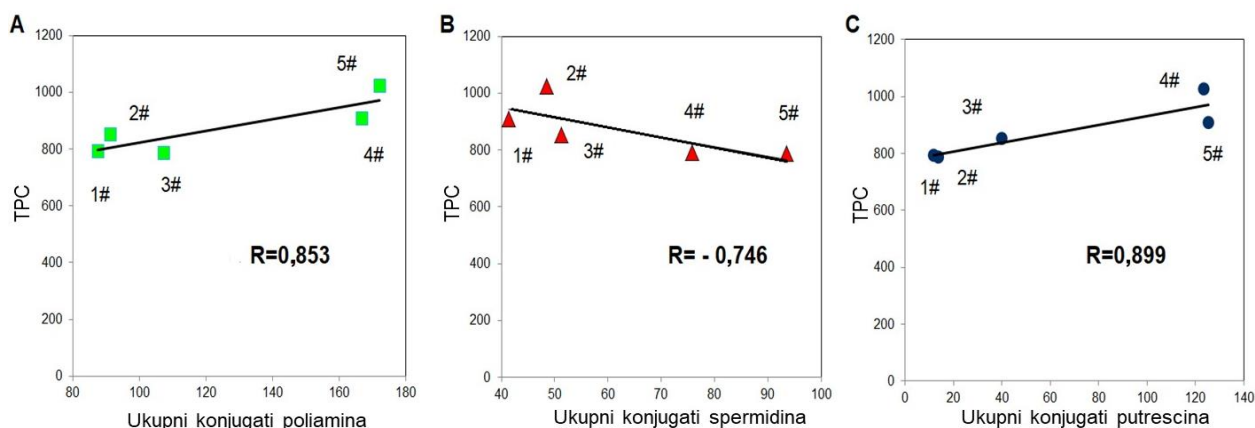 A
1200
1000
800
600
400
200
0
TPC
5#
2#
4#
1#
3#
R=0,853
80 100 120 140 160 180
Ukupni konjugati poliamina
B
1200
1000
800
600
400
200
0
TPC
2#
4#
5#
1#
3#
R= - 0,746
40 50 60 70 80 90 100
Ukupni konjugati spermidina
C
1200
1000
800
600
400
200
0
TPC
4#
3#
5#
1#
2#
R=0,899
0 20 40 60 80 100 120 140
Ukupni konjugati putrescina